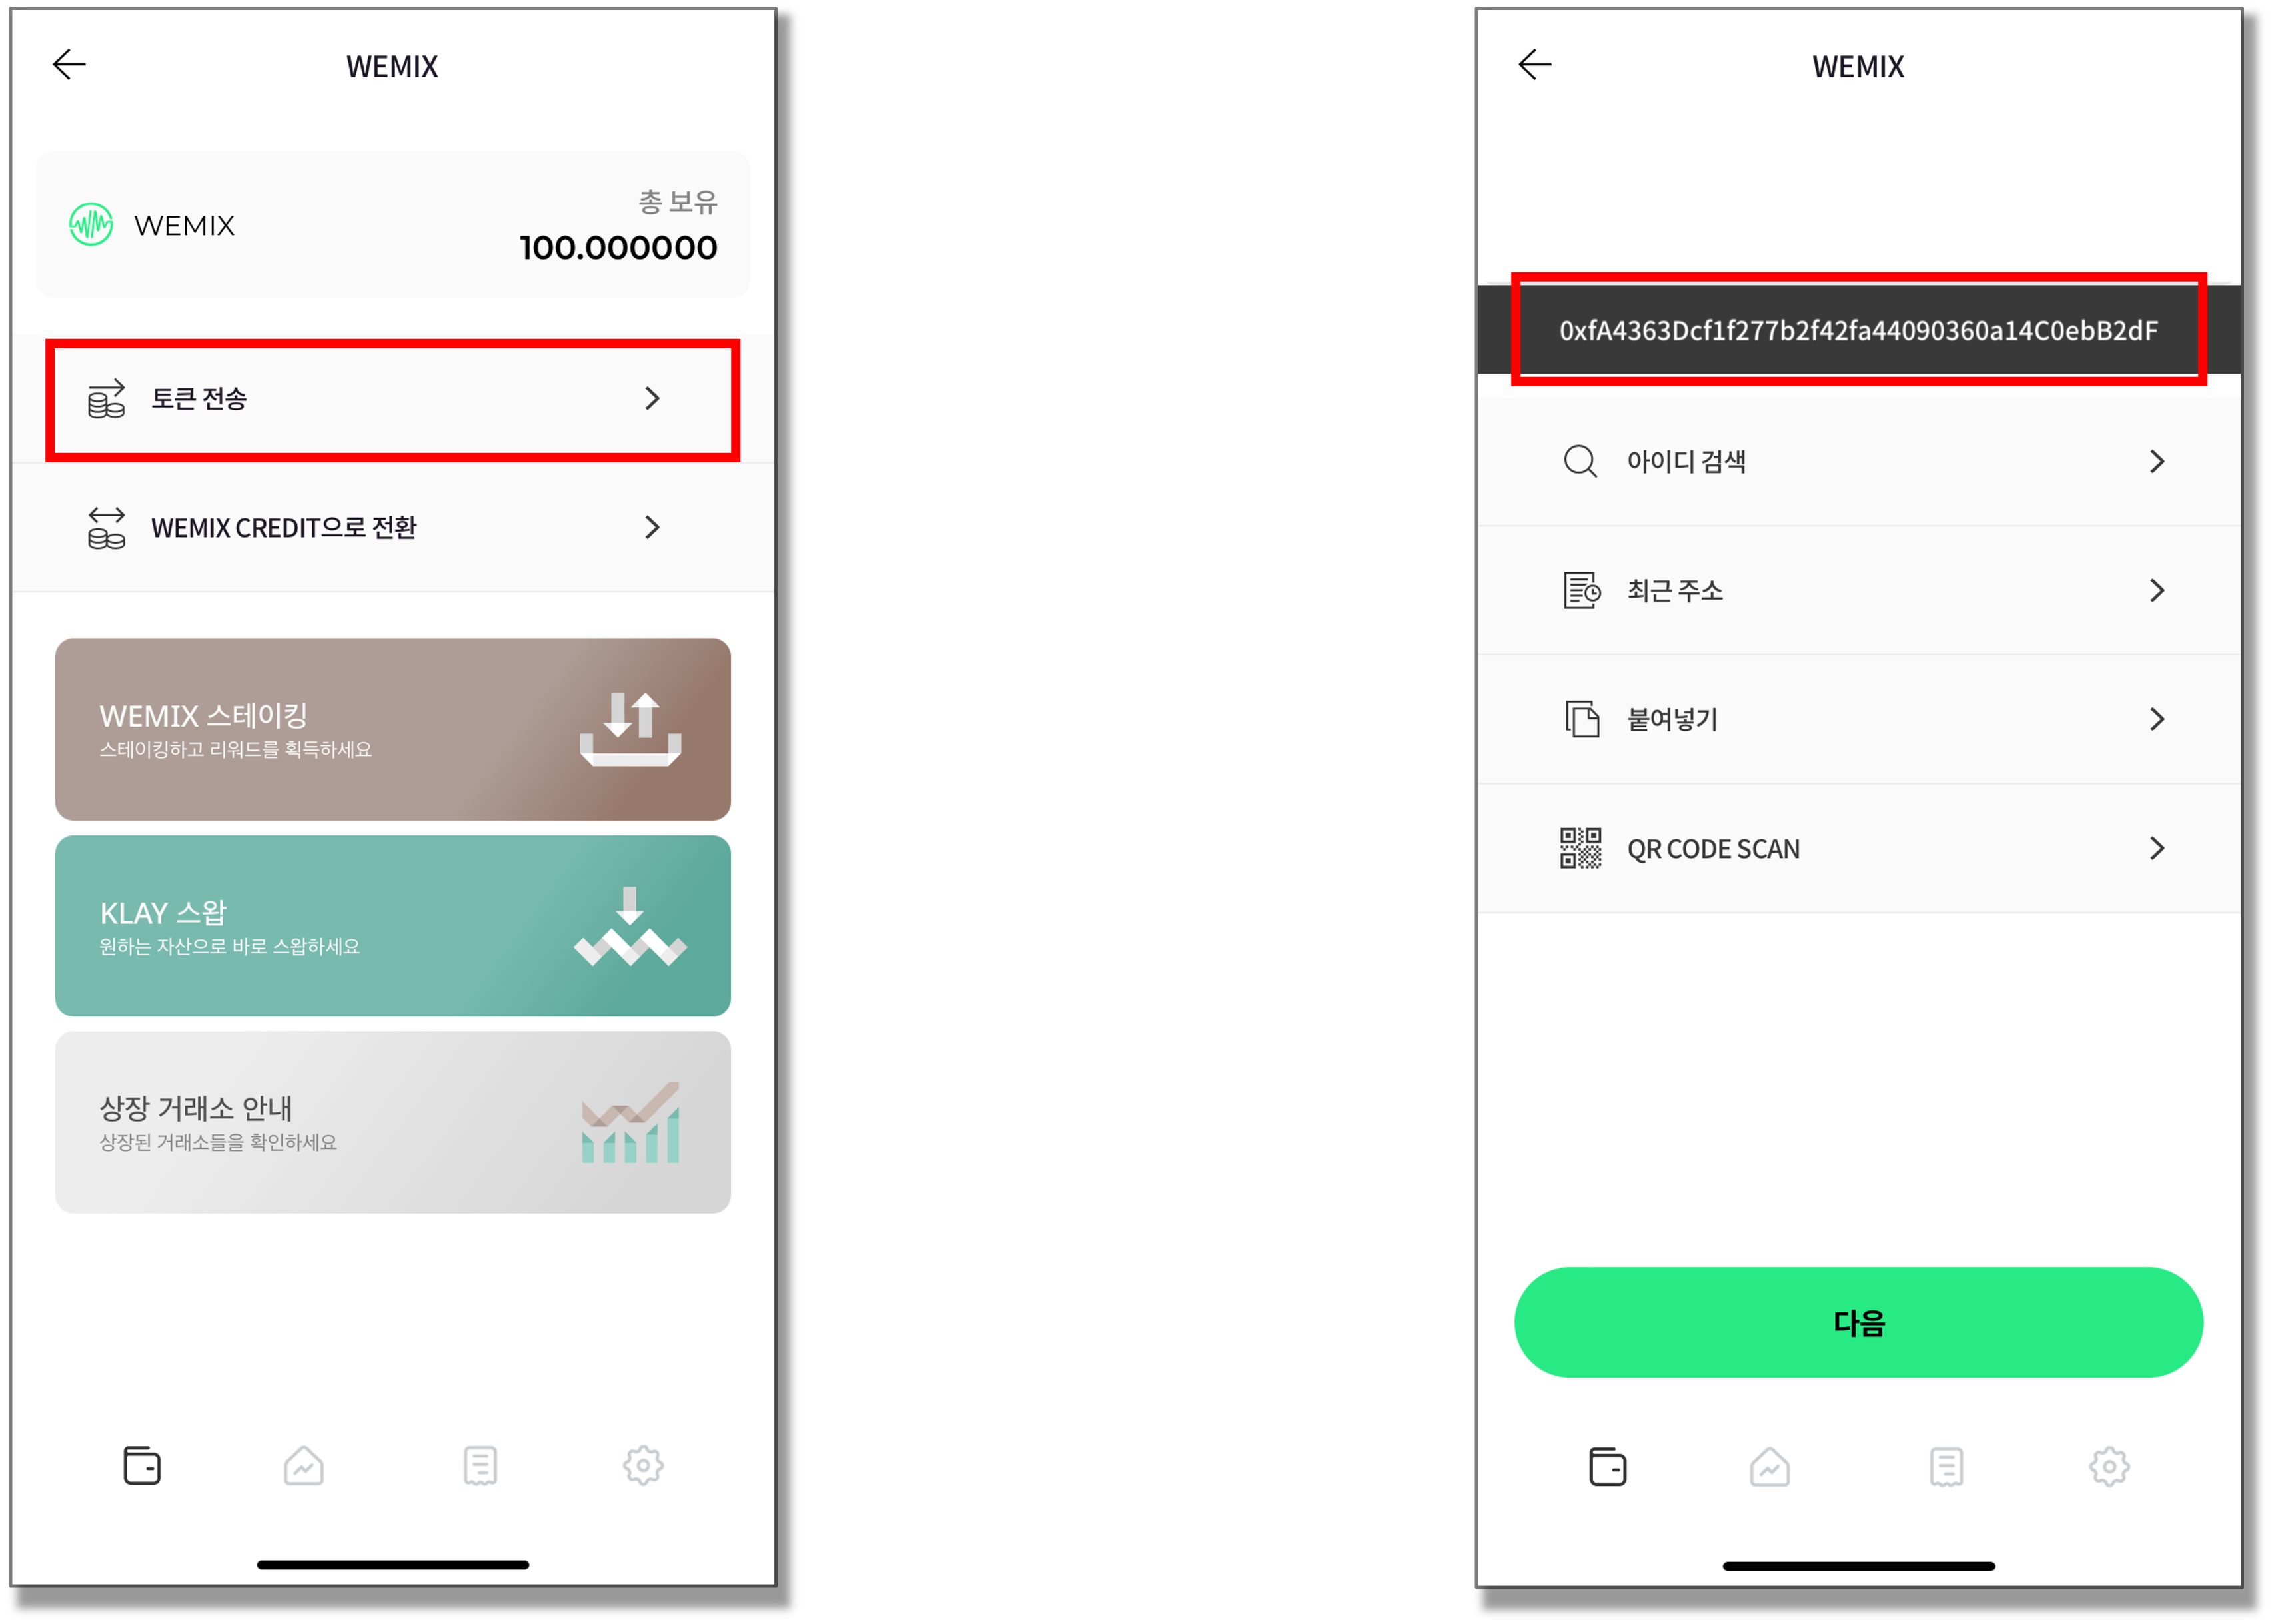 WEMIX
WEMIX
총 보유
100.000000
토큰 전송
WEMIX CREDIT으로 전환
WEMIX 스테이킹
스테이킹하고 리워드를 획득하세요
KLAY 스왑
원하는 자산으로 바로 스왑하세요
상장 거래소 안내
상장된 거래소들을 확인하세요
WEMIX
0xfA4363Dcf1f277b2f42fa44090360a14C0ebB2dF
아이디 검색
최근 주소
붙여넣기
QR CODE SCAN
다음